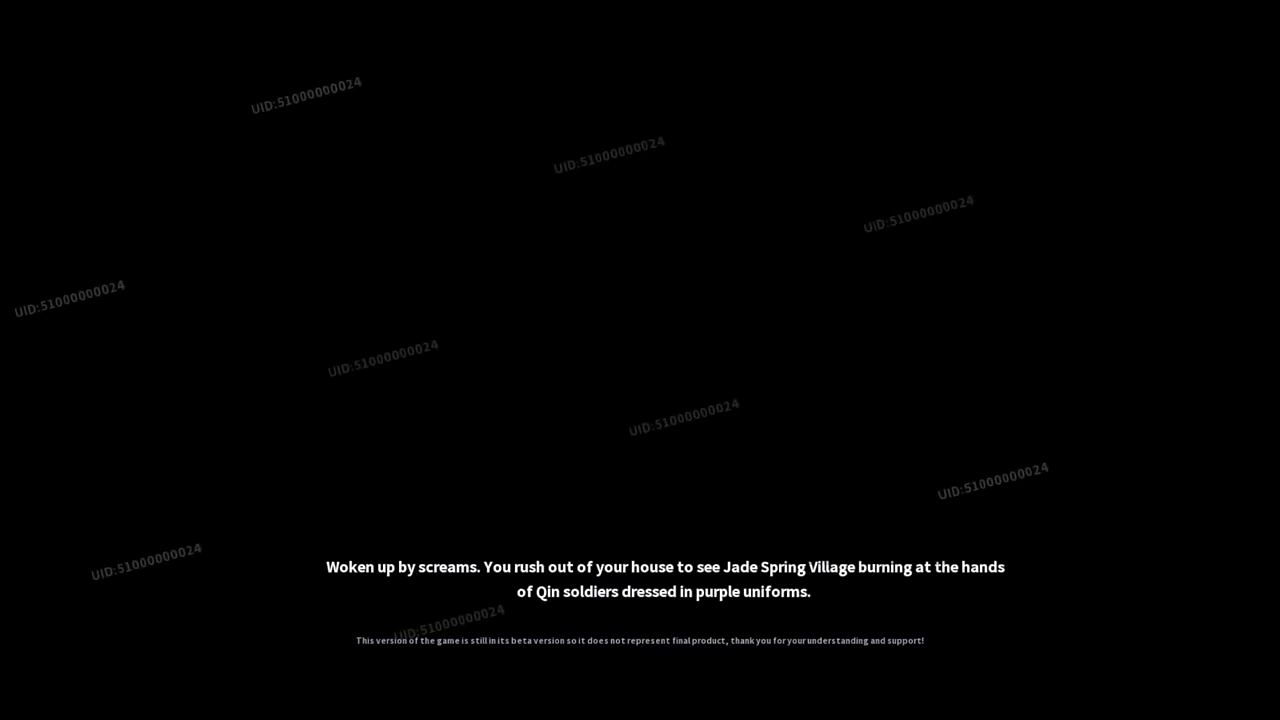 UID:51000000024
UID:51000000024
UID:51000000024
UID:51000000024
UID:51000000024
UID:51000000024
UID:51000000024
UID:51000000024
Woken up by screams. You rush out of your house to see Jade Spring Village burning at the hands
of Qin soldiers dressed in purple uniforms.
UID:51000000024
This version of the game is still in its beta version so it does not represent final product, thank you for your understanding and support!